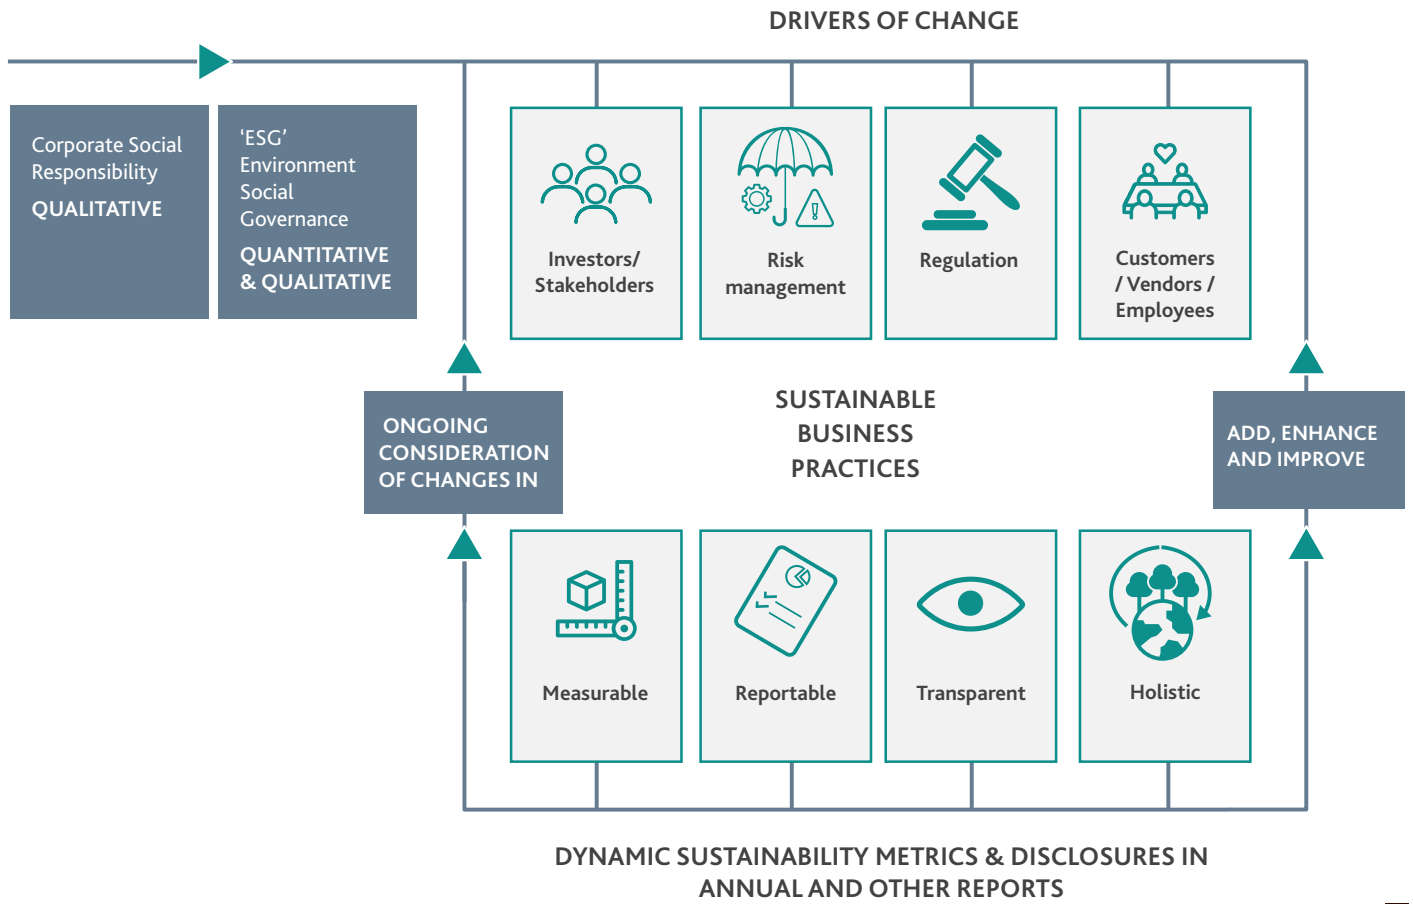 DRIVERS OF CHANGE
Corporate Social
Responsibility
QUALITATIVE
‘ESG’
Environment
Social
Governance
QUANTITATIVE
& QUALITATIVE
Investors/
Stakeholders
Risk
management
Regulation
Customers
/ Vendors /
Employees
ONGOING
CONSIDERATION
OF CHANGES IN
SUSTAINABLE
BUSINESS
PRACTICES
ADD, ENHANCE
AND IMPROVE
Measurable
Reportable
Transparent
Holistic
DYNAMIC SUSTAINABILITY METRICS & DISCLOSURES IN
ANNUAL AND OTHER REPORTS